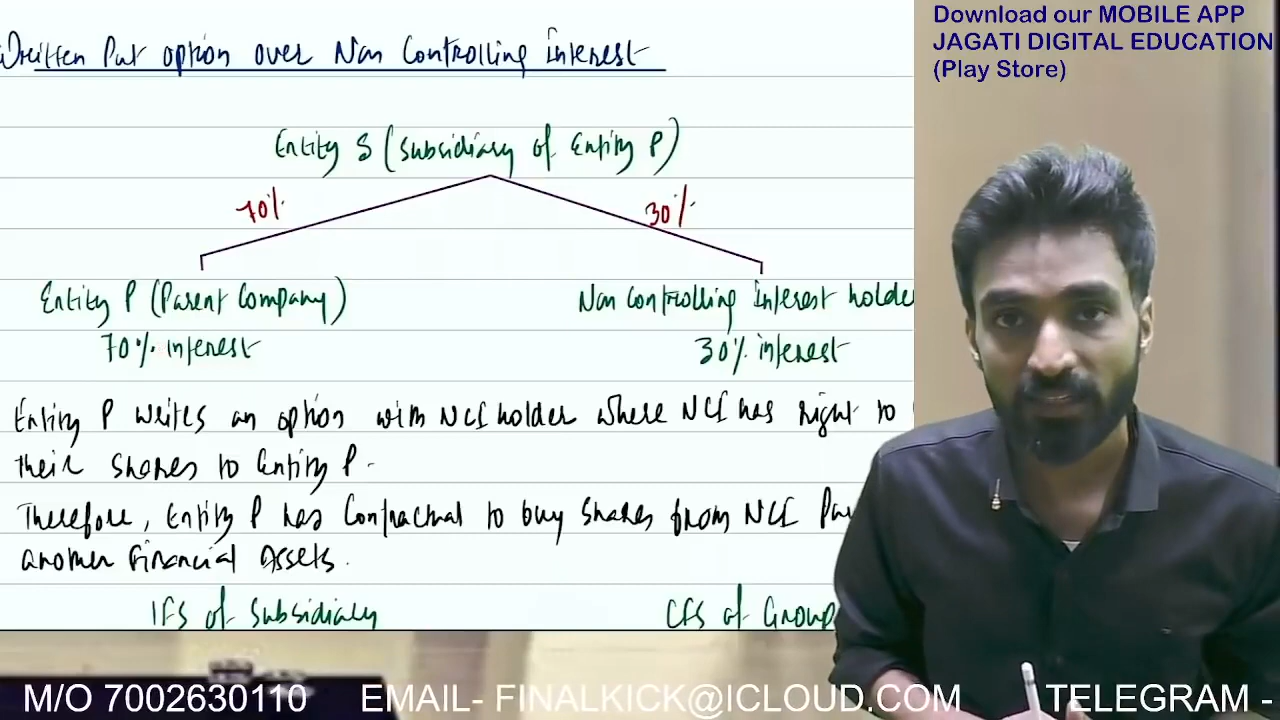 Written Put option over Non Controlling Interest
Entity S (subsidiary of Entity P)
70%
30%
Entity P (Parent Company)
Non Controlling Interest holde
70% interest
30% interest
Entity P writes an option with NCI holder where NCI has right to
their shares to Entity P.
Therefore, Entity P has Contractual to buy shares from NCI
another Financial Assets.
IFS of Subsidiary
CFS of Group
Download our MOBILE APP
JAGATI DIGITAL EDUCATION
(Play Store)
M/O 7002630110 EMAIL- FINALKICK@ICLOUD.COM TELEGRAM -